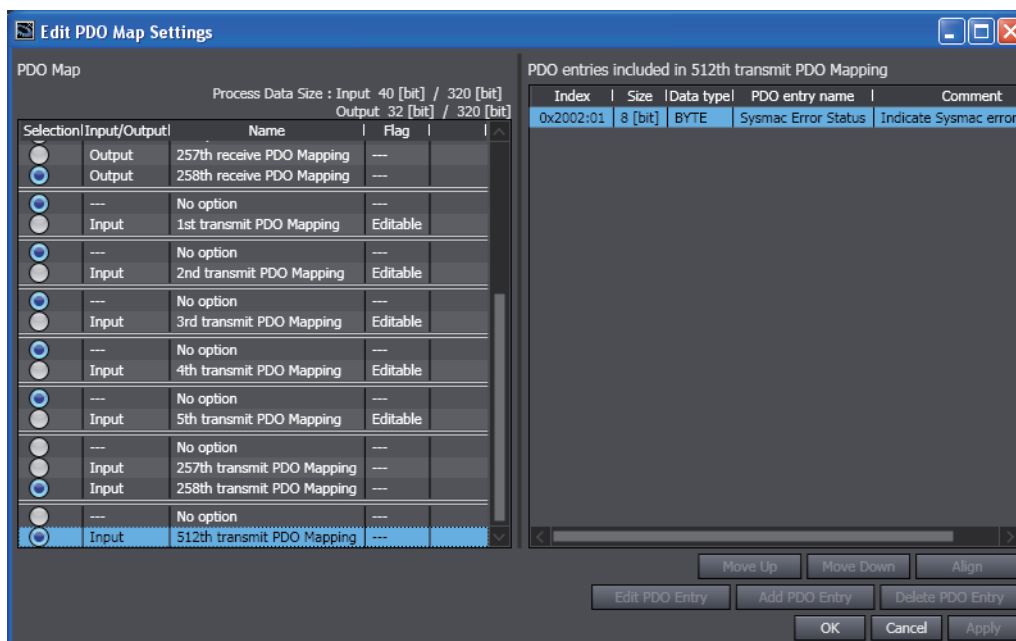 Edit PDO Map Settings
PDO Map
Process Data Size : Input 40 [bit] / 320 [bit]
Output 32 [bit] / 320 [bit]
Selection Input/Output Name Flag
Output 257th receive PDO Mapping ---
Output 258th receive PDO Mapping ---
--- No option ---
Input 1st transmit PDO Mapping Editable
--- No option ---
Input 2nd transmit PDO Mapping Editable
--- No option ---
Input 3rd transmit PDO Mapping Editable
--- No option ---
Input 4th transmit PDO Mapping Editable
--- No option ---
Input 5th transmit PDO Mapping Editable
--- No option ---
Input 257th transmit PDO Mapping ---
Input 258th transmit PDO Mapping ---
--- No option ---
Input 512th transmit PDO Mapping ---
PDO entries included in 512th transmit PDO Mapping
Index Size Data type PDO entry name Comment
0x2002:01 8 [bit] BYTE Sysmac Error Status Indicate Sysmac error
Move Up Move Down Align
Edit PDO Entry Add PDO Entry Delete PDO Entry
OK Cancel Apply